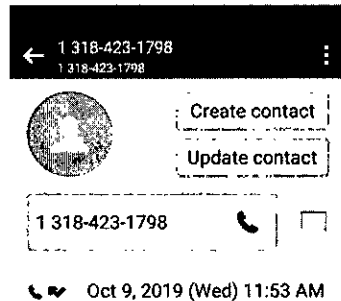 1 318-423-1798
1 318-423-1798
Create contact
Update contact
1 318-423-1798
Oct 9, 2019 (Wed) 11:53 AM